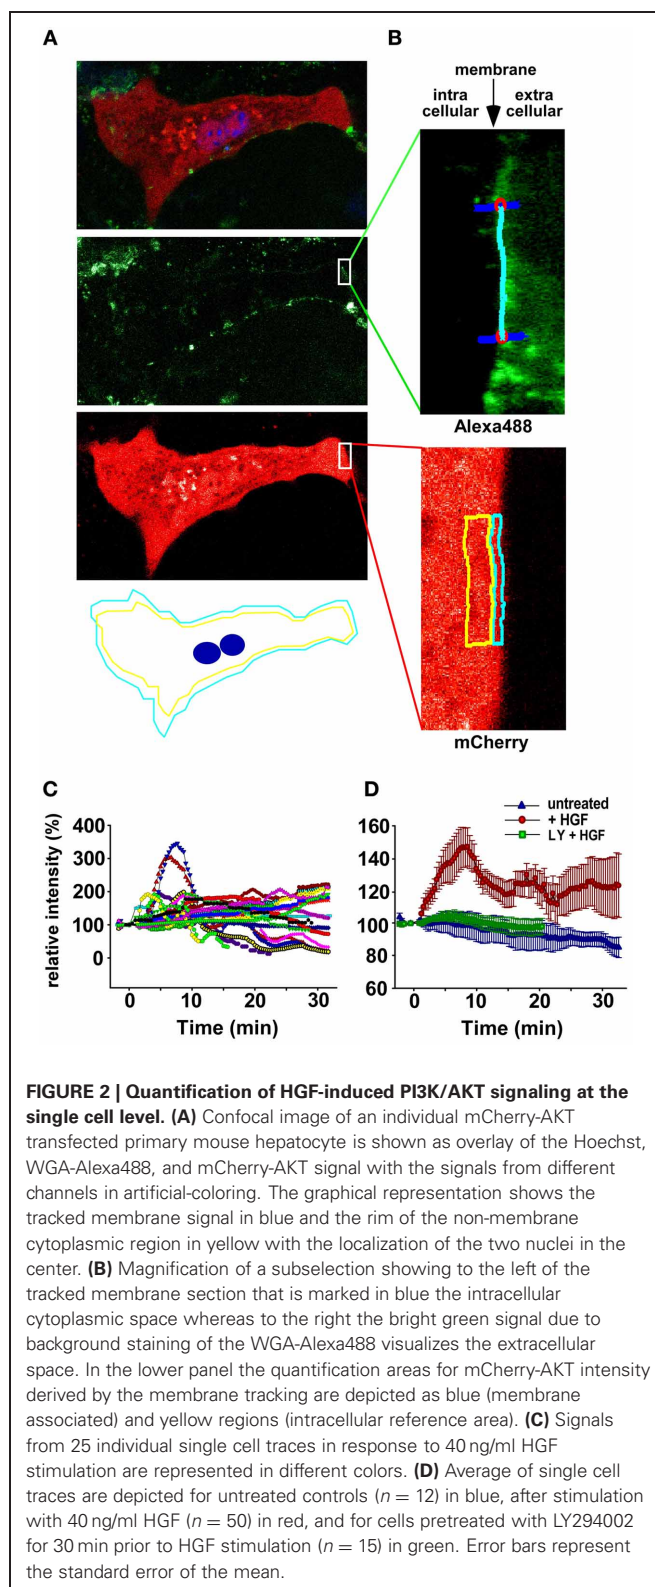 A
B
membrane
intra extra
cellular cellular
Alexa488
mCherry
C
D
400
300
200
100
0
relative intensity (%)
0 10 20 30
Time (min)
untreated
+ HGF
LY + HGF
160
140
120
100
80
60
0 10 20 30
Time (min)
FIGURE 2 | Quantification of HGF-induced PI3K/AKT signaling at the
single cell level. (A) Confocal image of an individual mCherry-AKT
transfected primary mouse hepatocyte is shown as overlay of the Hoechst,
WGA-Alexa488, and mCherry-AKT signal with the signals from different
channels in artificial-coloring. The graphical representation shows the
tracked membrane signal in blue and the rim of the non-membrane
cytoplasmic region in yellow with the localization of the two nuclei in the
center. (B) Magnification of a subselection showing to the left of the
tracked membrane section that is marked in blue the intracellular
cytoplasmic space whereas to the right the bright green signal due to
background staining of the WGA-Alexa488 visualizes the extracellular
space. In the lower panel the quantification areas for mCherry-AKT intensity
derived by the membrane tracking are depicted as blue (membrane
associated) and yellow regions (intracellular reference area). (C) Signals
from 25 individual single cell traces in response to 40 ng/ml HGF
stimulation are represented in different colors. (D) Average of single cell
traces are depicted for untreated controls (n = 12) in blue, after stimulation
with 40 ng/ml HGF (n = 50) in red, and for cells pretreated with LY294002
for 30 min prior to HGF stimulation (n = 15) in green. Error bars represent
the standard error of the mean.